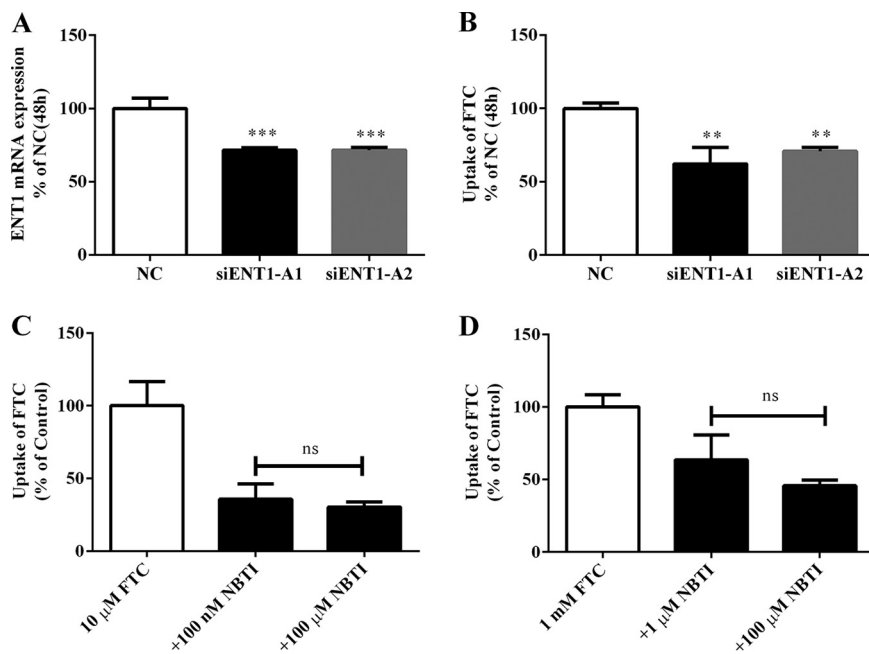 A
ENT1 mRNA expression
% of NC(48h)
150
100
50
0
***
***
NC
siENT1-A1
siENT1-A2
B
Uptake of FTC
% of NC (48h)
150
100
50
0
**
**
NC
siENT1-A1
siENT1-A2
C
Uptake of FTC
(% of Control)
150
100
50
0
ns
10 μM FTC
+100 nM NBTI
+100 μM NBTI
D
Uptake of FTC
(% of Control)
150
100
50
0
ns
1 mM FTC
+1 μM NBTI
+100 μM NBTI